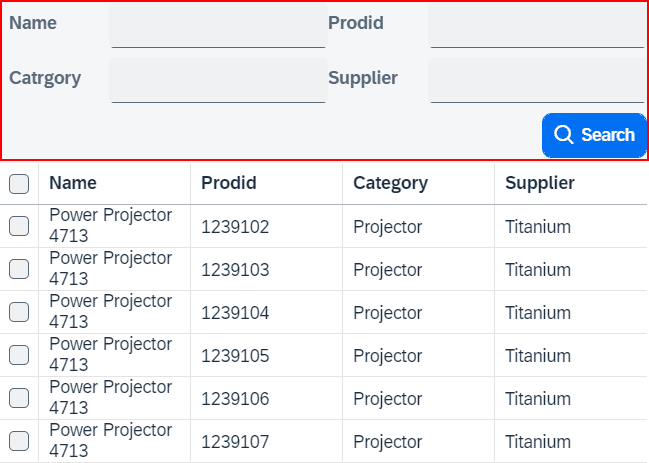 Name Prodid
Catrgory Supplier
Search
Name Prodid Category Supplier
Power Projector
4713 1239102 Projector Titanium
Power Projector
4713 1239103 Projector Titanium
Power Projector
4713 1239104 Projector Titanium
Power Projector
4713 1239105 Projector Titanium
Power Projector
4713 1239106 Projector Titanium
Power Projector
4713 1239107 Projector Titanium